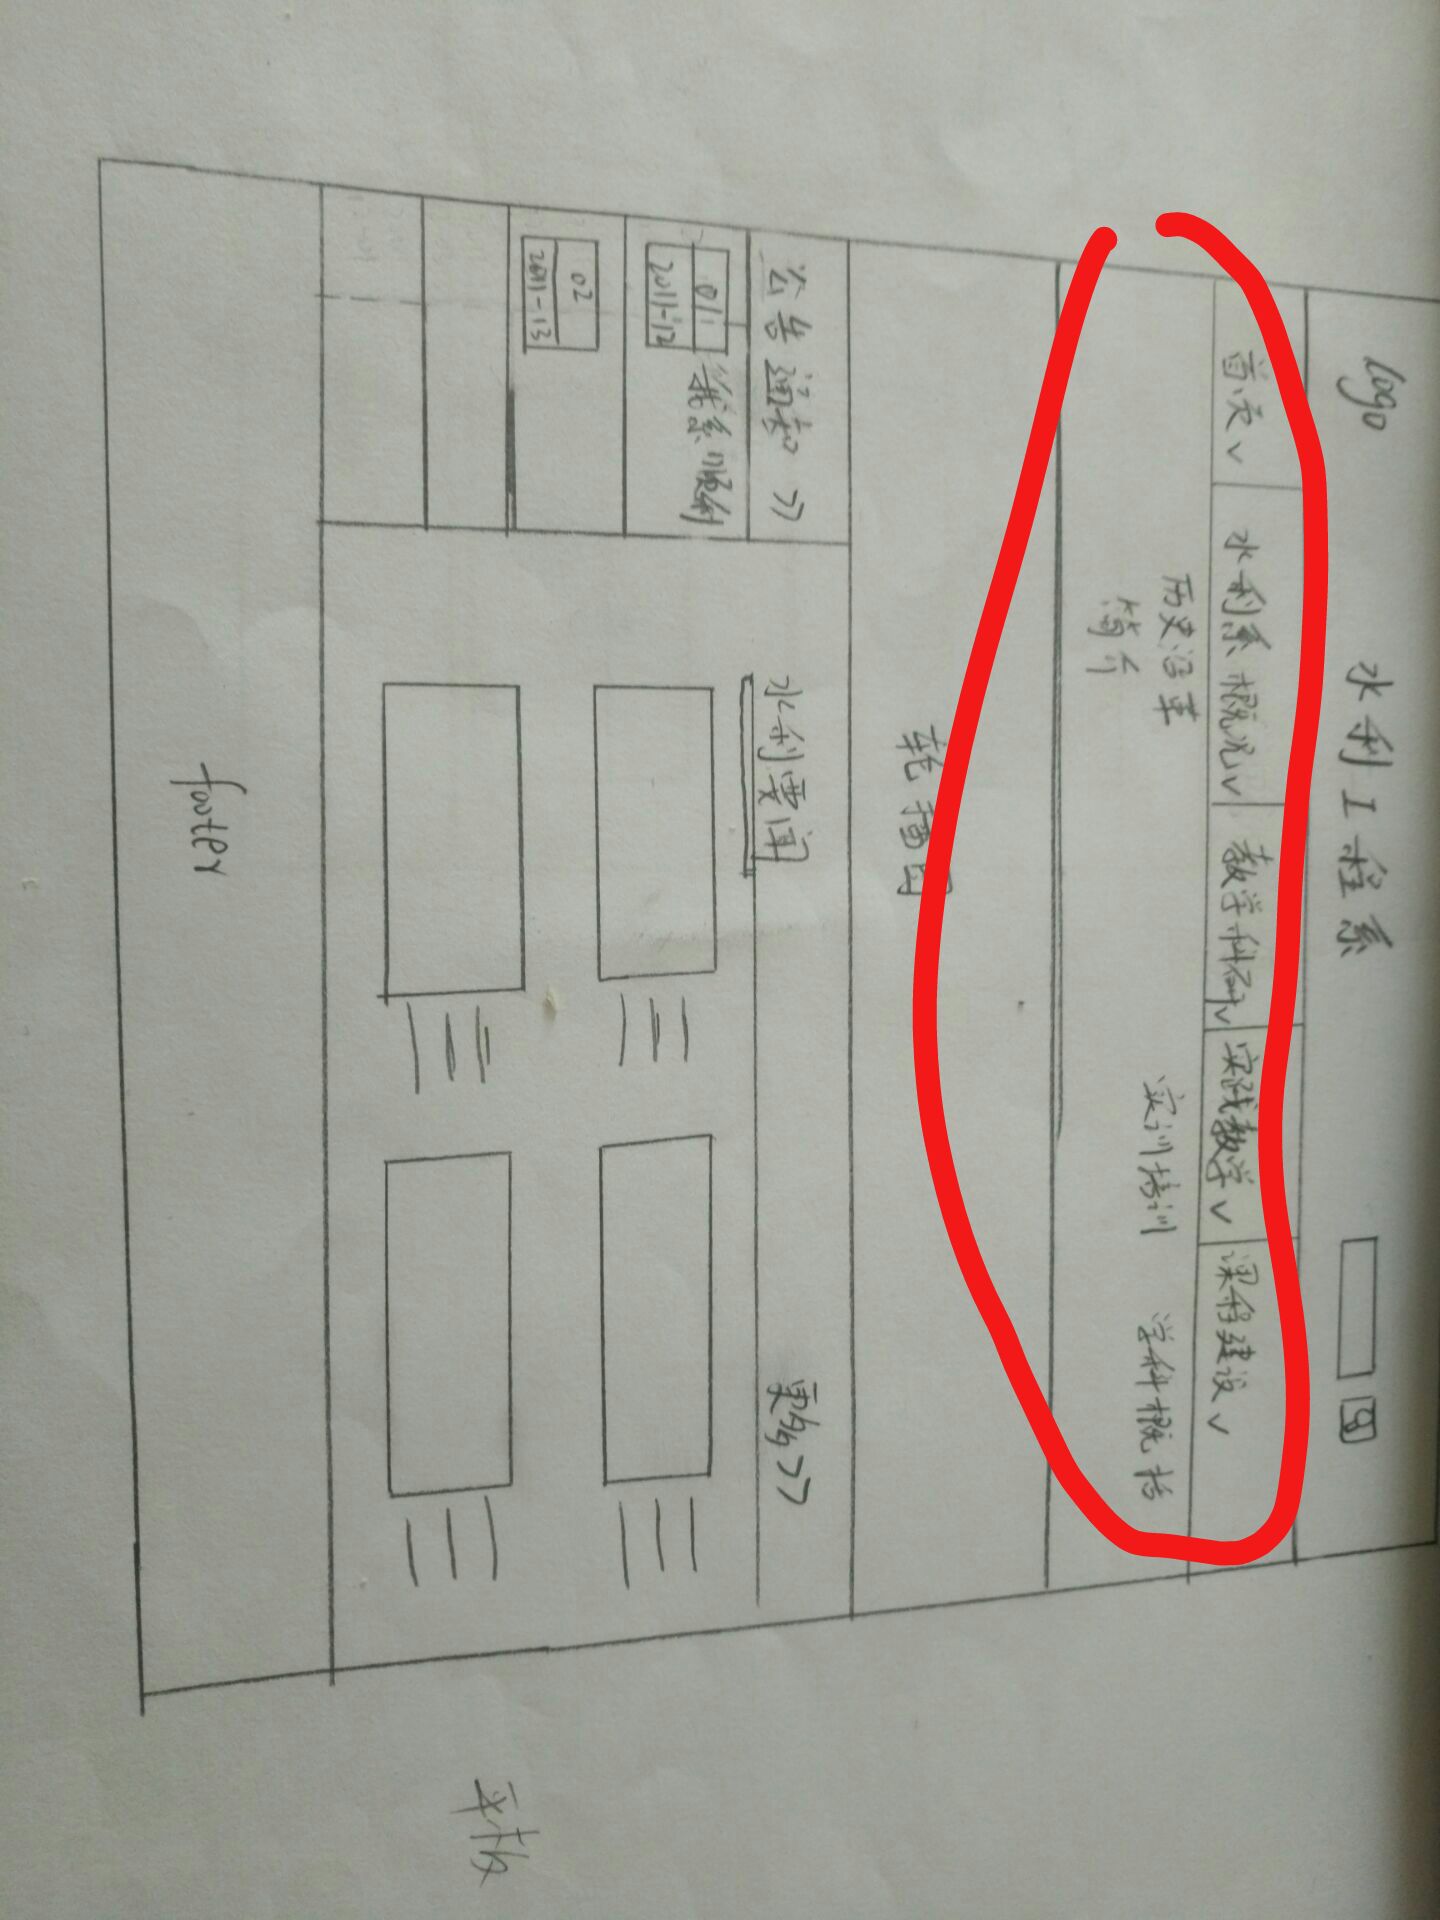 logo 水利工程系
首页∨ 水利系概况∨ 教学科研∨ 实践教学∨ 课程建设∨
历史沿革 实训培训 学科概括
简介
轮播图
公告通知 >> 水利要闻 更多>>
01 我系顺利
2011-12
02
2011-13
footer
平板